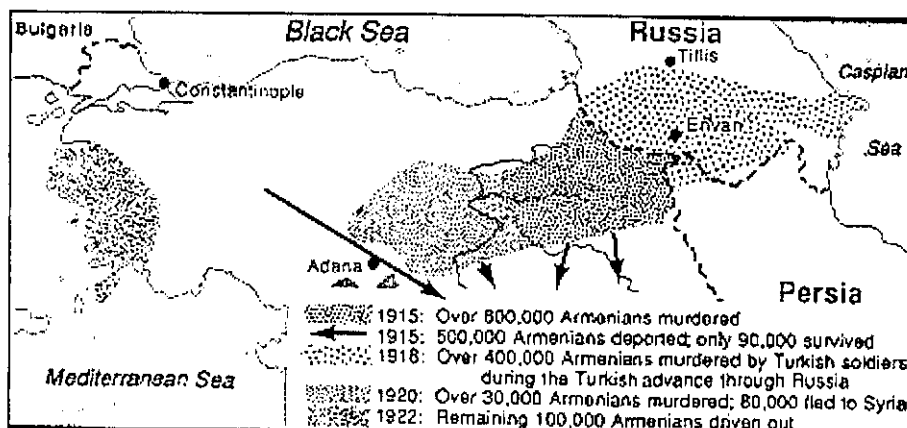 Bulgaria
Black Sea
Russia
Tiflis
Caspian
Sea
Constantinople
Erivan
Adana
Persia
Mediterranean Sea
1915: Over 600,000 Armenians murdered
1915: 500,000 Armenians deported; only 90,000 survived
1918: Over 400,000 Armenians murdered by Turkish soldiers
during the Turkish advance through Russia
1920: Over 30,000 Armenians murdered; 80,000 fled to Syria
1922: Remaining 100,000 Armenians driven out